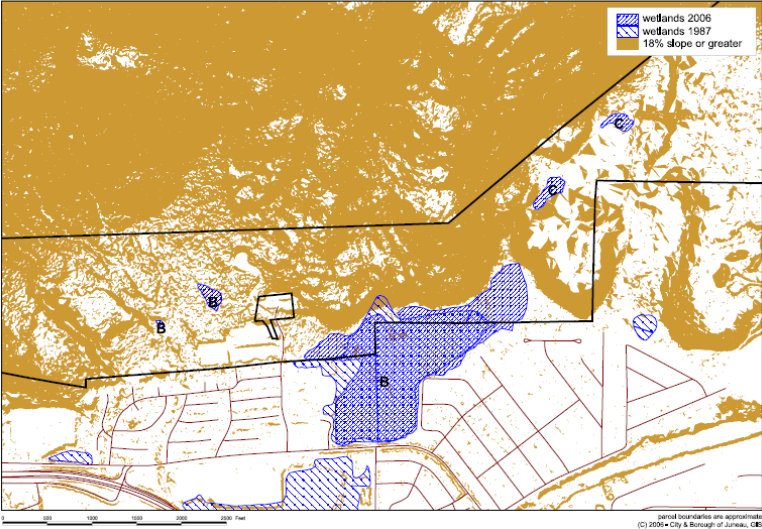 wetlands 2006
wetlands 1987
18% slope or greater
C
C
B
B
B
0 500 1000 1500 2000 2500 Feet
parcel boundaries are approximate
(C) 2006 - City & Borough of Juneau, GIS